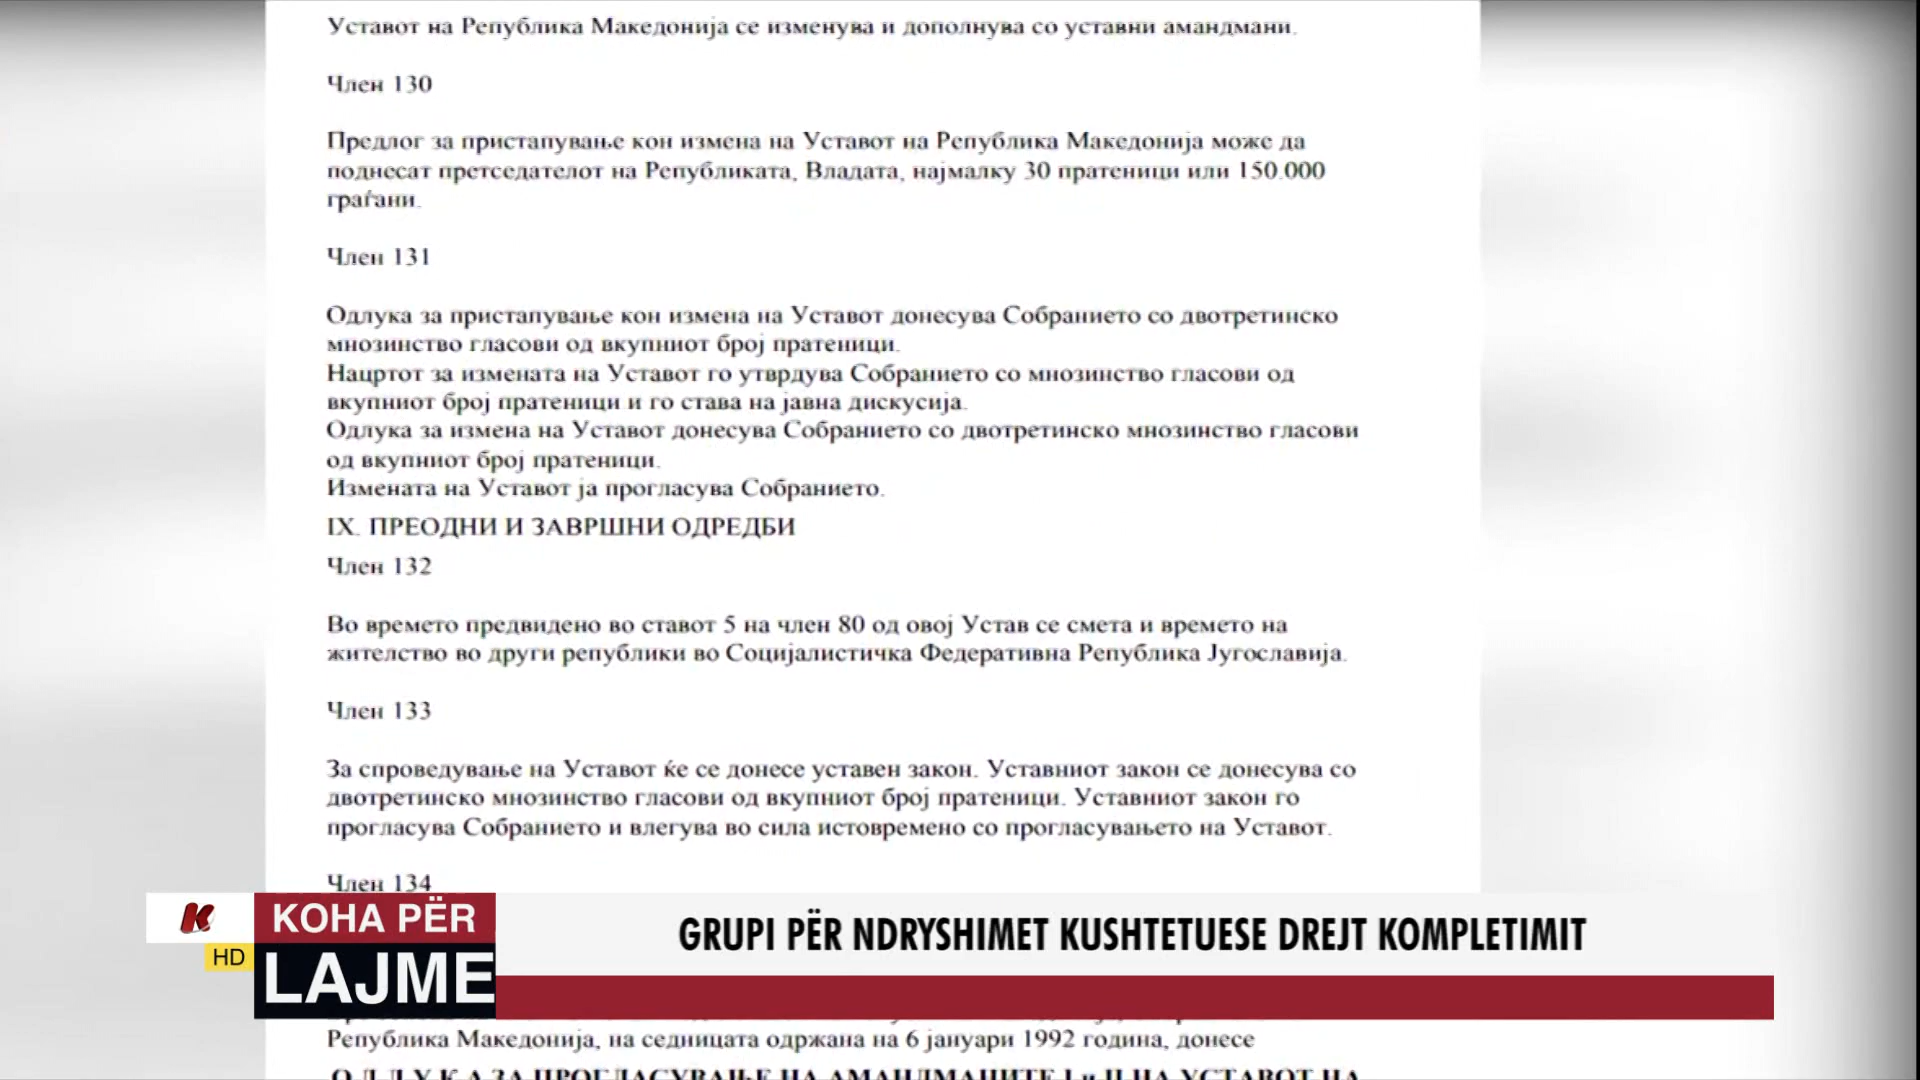 Уставот на Република Македонија се изменува и дополнува со уставни амандмани.
Член 130
Предлог за пристапување кон измена на Уставот на Република Македонија може да
поднесат претседателот на Републиката, Владата, најмалку 30 пратеници или 150.000
граѓани.
Член 131
Одлука за пристапување кон измена на Уставот донесува Собранието со двотретинско
мнозинство гласови од вкупниот број пратеници.
Нацртот за измената на Уставот го утврдува Собранието со мнозинство гласови од
вкупниот број пратеници и го става на јавна дискусија.
Одлука за измена на Уставот донесува Собранието со двотретинско мнозинство гласови
од вкупниот број пратеници.
Измената на Уставот ја прогласува Собранието.
IX. ПРЕОДНИ И ЗАВРШНИ ОДРЕДБИ
Член 132
Во времето предвидено во ставот 5 на член 80 од овој Устав се смета и времето на
жителство во други републики во Социјалистичка Федеративна Република Југославија.
Член 133
За спроведување на Уставот ќе се донесе уставен закон. Уставниот закон се донесува со
двотретинско мнозинство гласови од вкупниот број пратеници. Уставниот закон го
прогласува Собранието и влегува во сила истовремено со прогласувањето на Уставот.
Член 134
K
KOHA PËR
HD
LAJME
GRUPI PËR NDRYSHIMET KUSHTETUESE DREJT KOMPLETIMIT
Република Македонија, на седницата одржана на 6 јануари 1992 година, донесе
О Д Л У К А ЗА ПРОГЛАСУВАЊЕ НА АМАНДМАНИТЕ I и II НА УСТАВОТ НА